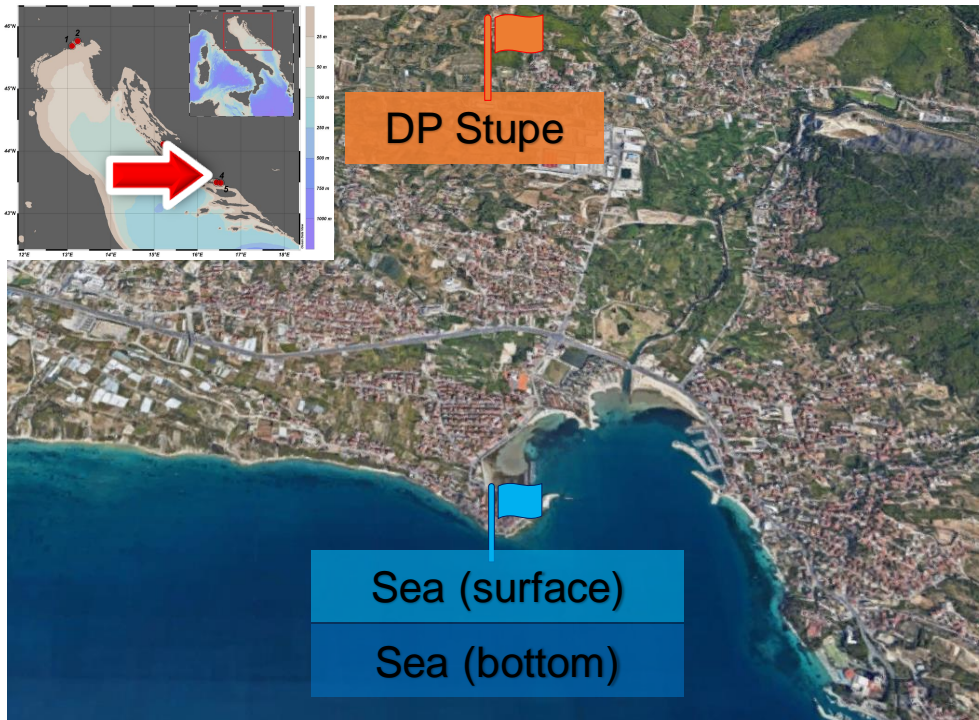 46°N
45°N
44°N
43°N
12°E
13°E
14°E
15°E
16°E
17°E
18°E
1
2
4
5
25 m
50 m
100 m
250 m
500 m
750 m
1000 m
DP Stupe
Sea (surface)
Sea (bottom)